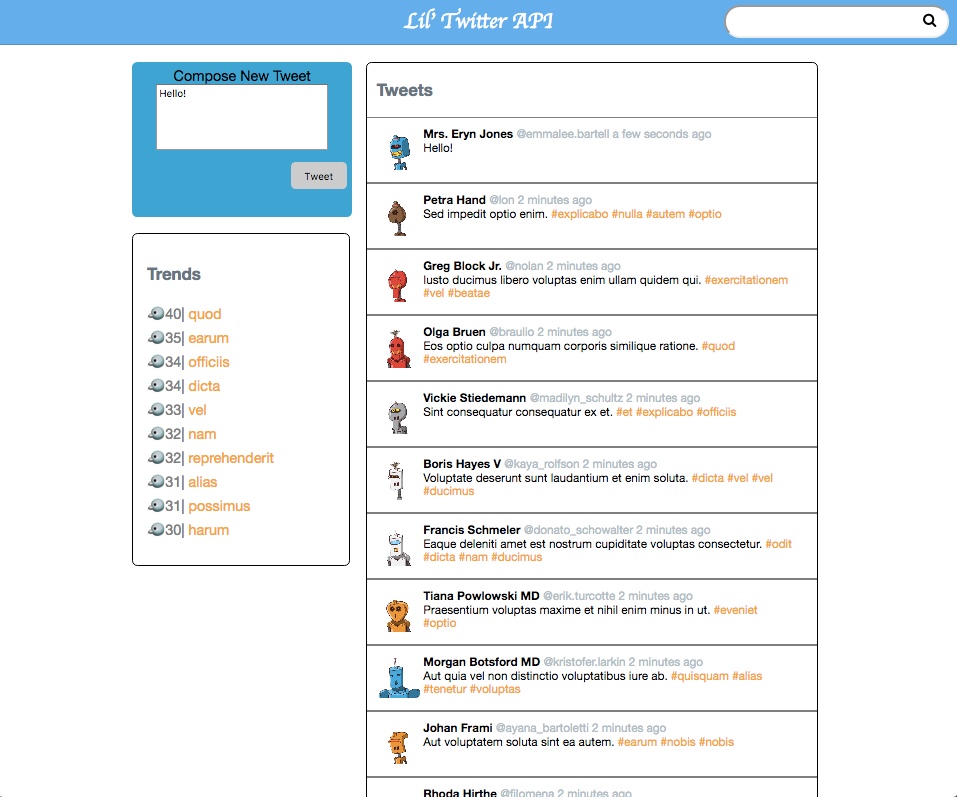 Lil' Twitter API
Compose New Tweet
Hello!
Tweet
Trends
40| quod
35| earum
34| officiis
34| dicta
33| vel
32| nam
32| reprehenderit
31| alias
31| possimus
30| harum
Tweets
Mrs. Eryn Jones @emmalee.bartell a few seconds ago
Hello!
Petra Hand @lon 2 minutes ago
Sed impedit optio enim. #explicabo #nulla #autem #optio
Greg Block Jr. @nolan 2 minutes ago
Iusto ducimus libero voluptas enim ullam quidem qui. #exercitationem
#vel #beatae
Olga Bruen @braulio 2 minutes ago
Eos optio culpa numquam corporis similique ratione. #quod
#exercitationem
Vickie Stiedemann @madilyn_schultz 2 minutes ago
Sint consequatur consequatur ex et. #et #explicabo #officiis
Boris Hayes V @kaya_rolfson 2 minutes ago
Voluptate deserunt sunt laudantium et enim soluta. #dicta #vel #vel
#ducimus
Francis Schmeler @donato_schowalter 2 minutes ago
Eaque deleniti amet est nostrum cupiditate voluptas consectetur. #odit
#dicta #nam #ducimus
Tiana Powlowski MD @erik.turcotte 2 minutes ago
Praesentium voluptas maxime et nihil enim minus in ut. #eveniet
#optio
Morgan Botsford MD @kristofer.larkin 2 minutes ago
Aut quia vel non distinctio voluptatibus iure ab. #quisquam #alias
#tenetur #voluptas
Johan Frami @ayana_bartoletti 2 minutes ago
Aut voluptatem soluta sint ea autem. #earum #nobis #nobis
Rhoda Hirthe @filomena 2 minutes ago